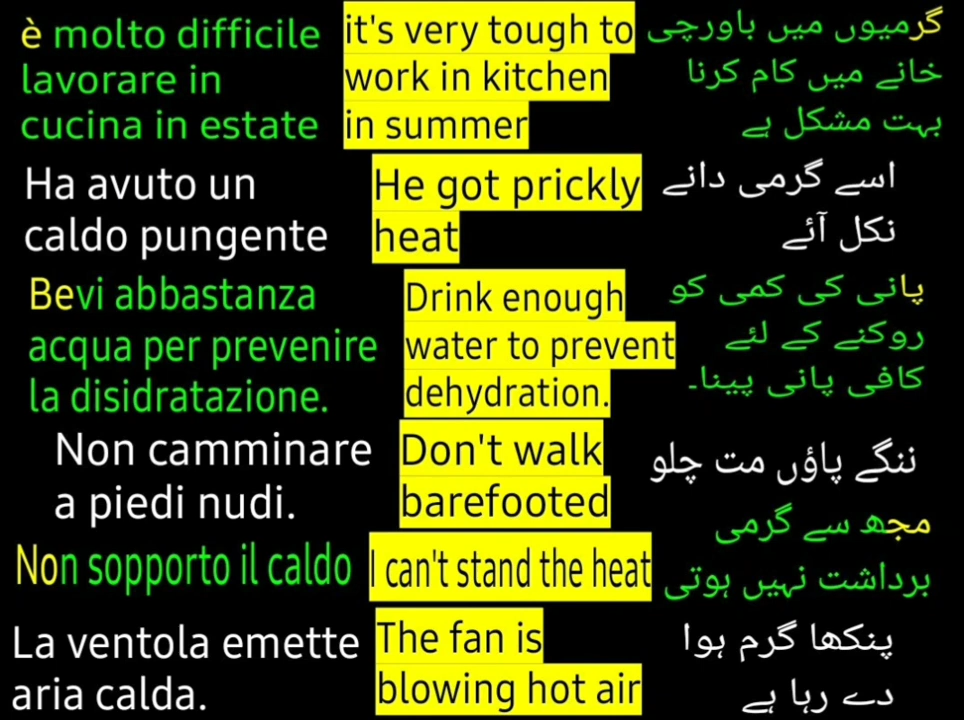 è molto difficile
lavorare in
cucina in estate
it's very tough to
work in kitchen
in summer
گرمیوں میں باورچی
خانے میں کام کرنا
بہت مشکل ہے
Ha avuto un
caldo pungente
He got prickly
heat
اسے گرمی دانے
نکل آئے
Bevi abbastanza
acqua per prevenire
la disidratazione.
Drink enough
water to prevent
dehydration.
پانی کی کمی کو
روکنے کے لئے
کافی پانی پینا۔
Non camminare
a piedi nudi.
Don't walk
barefooted
ننگے پاؤں مت چلو
Non sopporto il caldo
I can't stand the heat
مجھ سے گرمی
برداشت نہیں ہوتی
La ventola emette
aria calda.
The fan is
blowing hot air
پنکھا گرم ہوا
دے رہا ہے